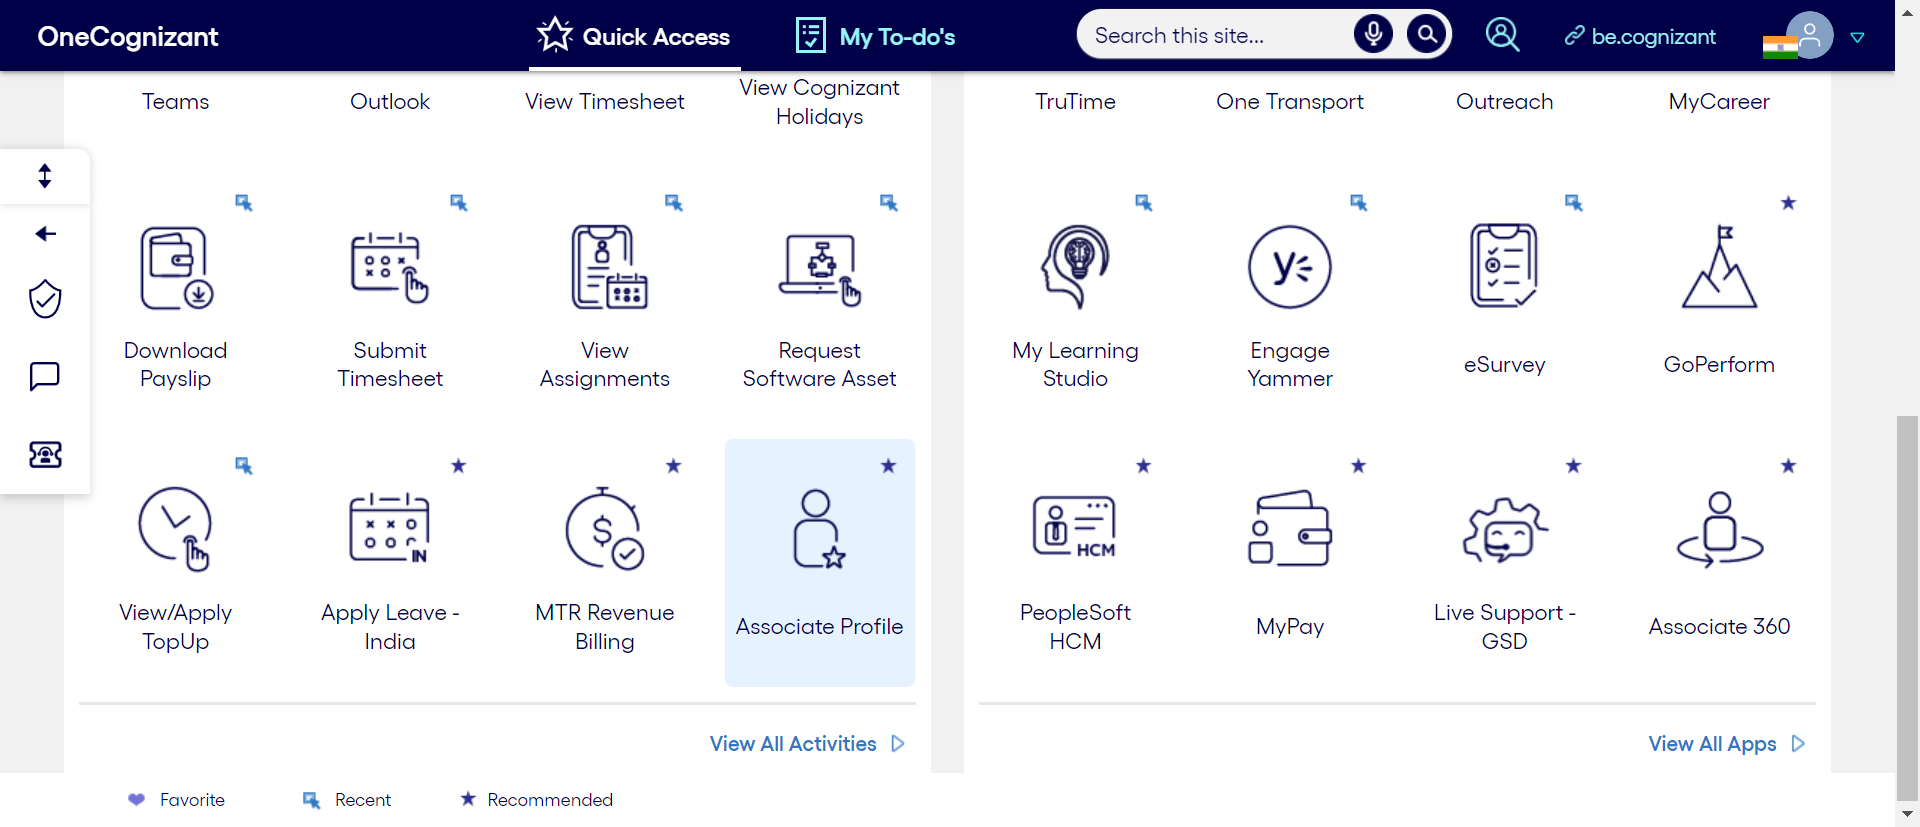 OneCognizant
Quick Access
My To-do's
Search this site...
be.cognizant
Teams
Outlook
View Timesheet
View Cognizant
Holidays
TruTime
One Transport
Outreach
MyCareer
Download
Payslip
Submit
Timesheet
View
Assignments
Request
Software Asset
My Learning
Studio
Engage
Yammer
eSurvey
GoPerform
IN
$
HCM
View/Apply
TopUp
Apply Leave -
India
MTR Revenue
Billing
Associate Profile
PeopleSoft
HCM
MyPay
Live Support -
GSD
Associate 360
View All Activities
View All Apps
Favorite
Recent
Recommended